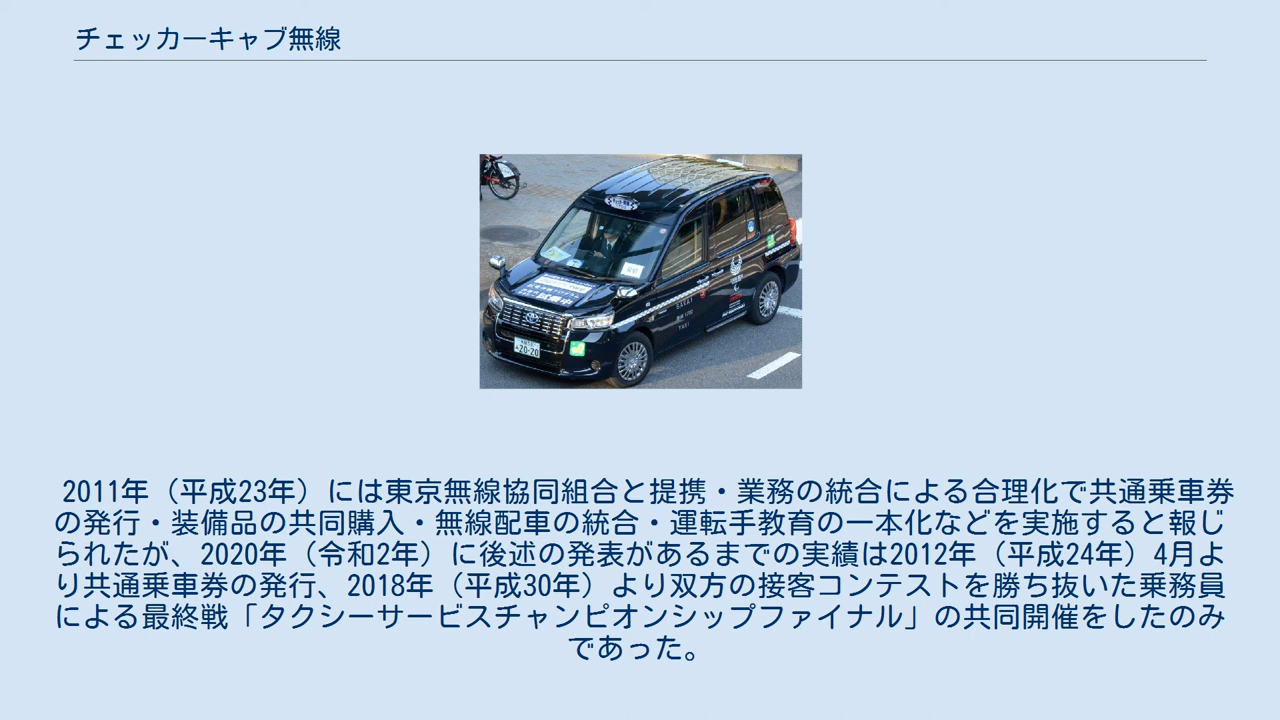 チェッカーキャブ無線
20-20
TAXI
2011年（平成23年）には東京無線協同組合と提携・業務の統合による合理化で共通乗車券
の発行・装備品の共同購入・無線配車の統合・運転手教育の一本化などを実施すると報じ
られたが、2020年（令和2年）に後述の発表があるまでの実績は2012年（平成24年）4月よ
り共通乗車券の発行、2018年（平成30年）より双方の接客コンテストを勝ち抜いた乗務員
による最終戦「タクシーサービスチャンピオンシップファイナル」の共同開催をしたのみ
であった。